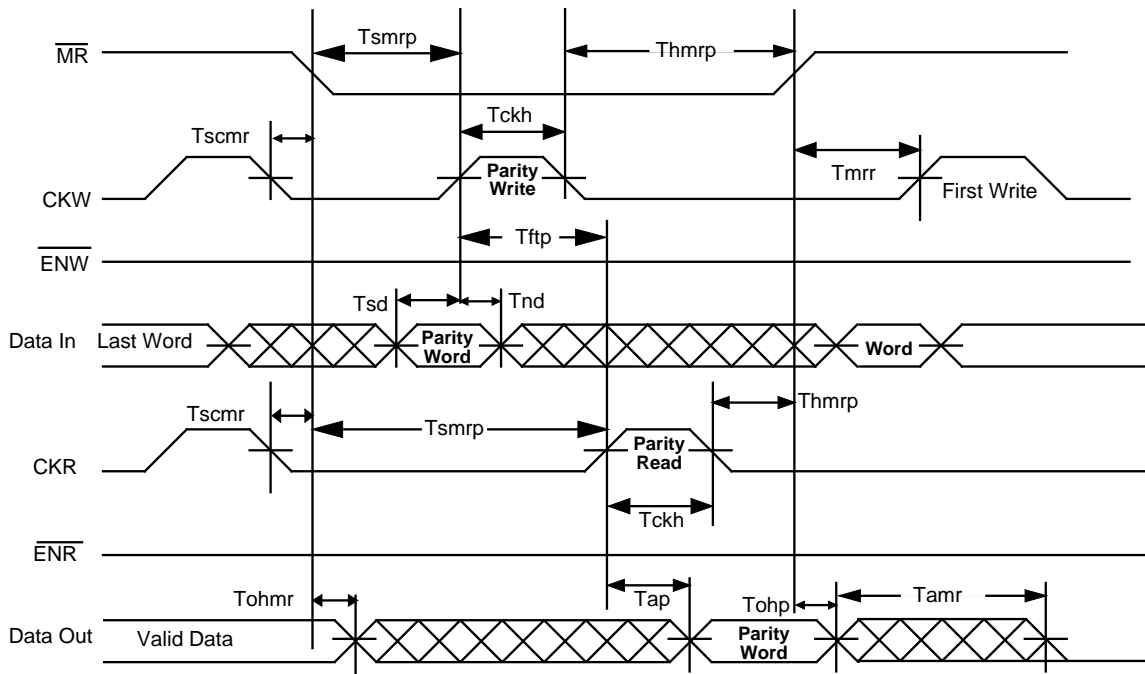 Tsmrp
Thmrp
MR
Tckh
Tscmr
Parity
Write
Tmrr
CKW
First Write
Tftp
ENW
Tsd
Tnd
Data In
Last Word
Parity
Word
Word
Tscmr
Thmrp
Tsmrp
Parity
Read
CKR
Tckh
ENR
Tohmr
Tap
Tohp
Tamr
Data Out
Valid Data
Parity
Word